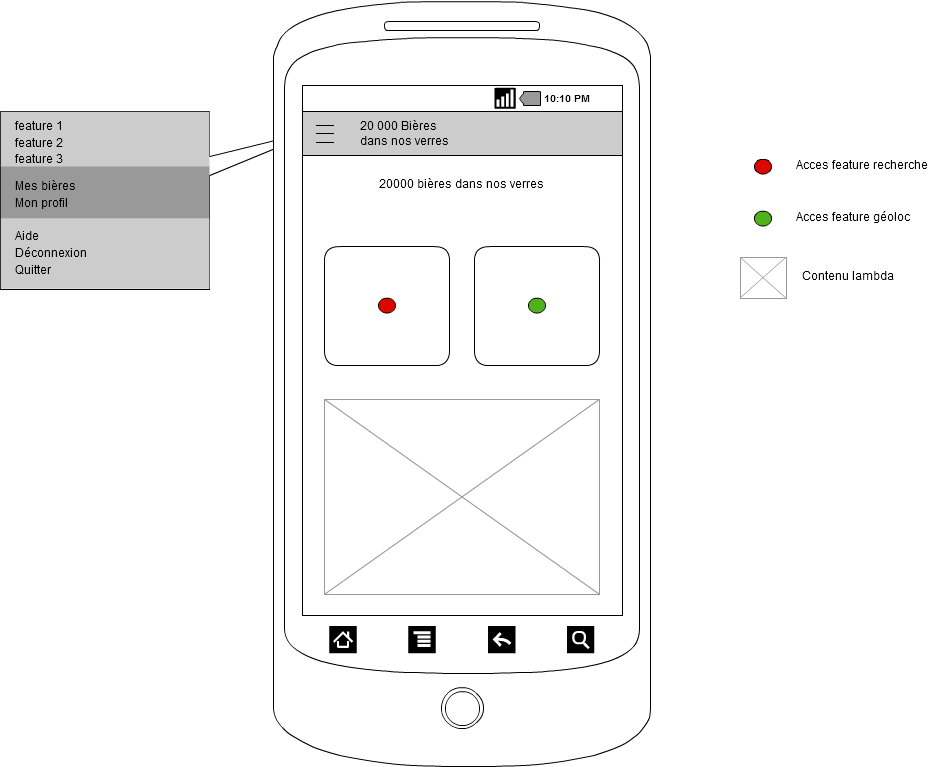 10:10 PM
20 000 Bières
dans nos verres
20000 bières dans nos verres
feature 1
feature 2
feature 3
Mes bières
Mon profil
Aide
Déconnexion
Quitter
Acces feature recherche
Acces feature géoloc
Contenu lambda